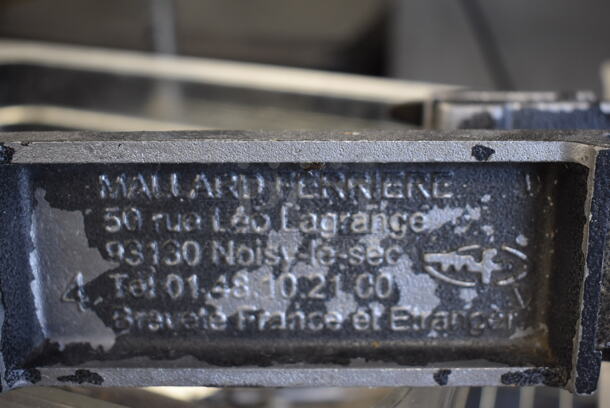 MALLARD FERRIERE
50 rue Léo Lagrange
93130 Noisy-le-sec
Tel 01.48.10.21.00
4
Breveté France et Etranger